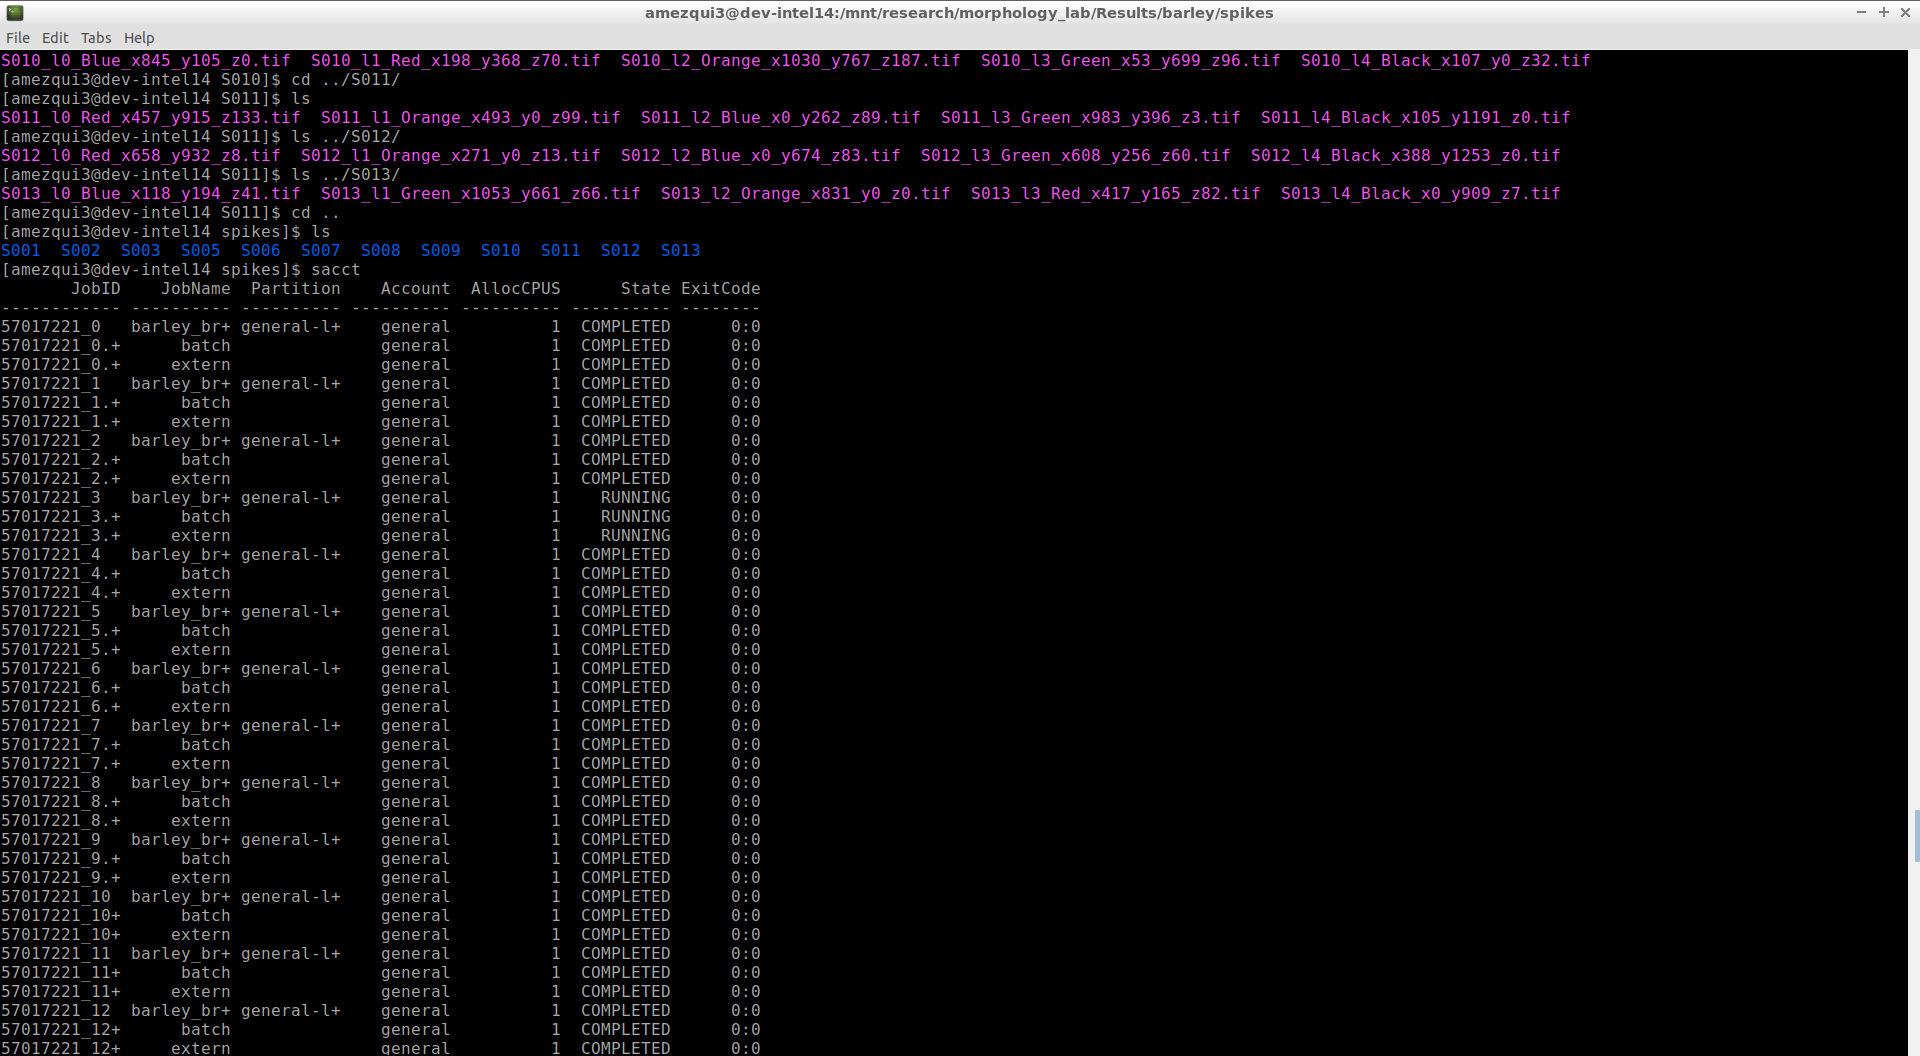 amezqui3@dev-intel14:/mnt/research/morphology_lab/Results/barley/spikes
File Edit Tabs Help
S010_l0_Blue_x845_y105_z0.tif  S010_l1_Red_x198_y368_z70.tif  S010_l2_Orange_x1030_y767_z187.tif  S010_l3_Green_x53_y699_z96.tif  S010_l4_Black_x107_y0_z32.tif
[amezqui3@dev-intel14 S010]$ cd ../S011/
[amezqui3@dev-intel14 S011]$ ls
S011_l0_Red_x457_y915_z133.tif  S011_l1_Orange_x493_y0_z99.tif  S011_l2_Blue_x0_y262_z89.tif  S011_l3_Green_x983_y396_z3.tif  S011_l4_Black_x105_y1191_z0.tif
[amezqui3@dev-intel14 S011]$ ls ../S012/
S012_l0_Red_x658_y932_z8.tif  S012_l1_Orange_x271_y0_z13.tif  S012_l2_Blue_x0_y674_z83.tif  S012_l3_Green_x608_y256_z60.tif  S012_l4_Black_x388_y1253_z0.tif
[amezqui3@dev-intel14 S011]$ ls ../S013/
S013_l0_Blue_x118_y194_z41.tif  S013_l1_Green_x1053_y661_z66.tif  S013_l2_Orange_x831_y0_z0.tif  S013_l3_Red_x417_y165_z82.tif  S013_l4_Black_x0_y909_z7.tif
[amezqui3@dev-intel14 S011]$ cd ..
[amezqui3@dev-intel14 spikes]$ ls
S001  S002  S003  S005  S006  S007  S008  S009  S010  S011  S012  S013
[amezqui3@dev-intel14 spikes]$ sacct
       JobID    JobName  Partition    Account  AllocCPUS      State ExitCode
------------ ---------- ---------- ---------- ---------- ---------- --------
57017221_0   barley_br+ general-l+    general          1  COMPLETED      0:0
57017221_0.+      batch               general          1  COMPLETED      0:0
57017221_0.+     extern               general          1  COMPLETED      0:0
57017221_1   barley_br+ general-l+    general          1  COMPLETED      0:0
57017221_1.+      batch               general          1  COMPLETED      0:0
57017221_1.+     extern               general          1  COMPLETED      0:0
57017221_2   barley_br+ general-l+    general          1  COMPLETED      0:0
57017221_2.+      batch               general          1  COMPLETED      0:0
57017221_2.+     extern               general          1  COMPLETED      0:0
57017221_3   barley_br+ general-l+    general          1    RUNNING      0:0
57017221_3.+      batch               general          1    RUNNING      0:0
57017221_3.+     extern               general          1    RUNNING      0:0
57017221_4   barley_br+ general-l+    general          1  COMPLETED      0:0
57017221_4.+      batch               general          1  COMPLETED      0:0
57017221_4.+     extern               general          1  COMPLETED      0:0
57017221_5   barley_br+ general-l+    general          1  COMPLETED      0:0
57017221_5.+      batch               general          1  COMPLETED      0:0
57017221_5.+     extern               general          1  COMPLETED      0:0
57017221_6   barley_br+ general-l+    general          1  COMPLETED      0:0
57017221_6.+      batch               general          1  COMPLETED      0:0
57017221_6.+     extern               general          1  COMPLETED      0:0
57017221_7   barley_br+ general-l+    general          1  COMPLETED      0:0
57017221_7.+      batch               general          1  COMPLETED      0:0
57017221_7.+     extern               general          1  COMPLETED      0:0
57017221_8   barley_br+ general-l+    general          1  COMPLETED      0:0
57017221_8.+      batch               general          1  COMPLETED      0:0
57017221_8.+     extern               general          1  COMPLETED      0:0
57017221_9   barley_br+ general-l+    general          1  COMPLETED      0:0
57017221_9.+      batch               general          1  COMPLETED      0:0
57017221_9.+     extern               general          1  COMPLETED      0:0
57017221_10  barley_br+ general-l+    general          1  COMPLETED      0:0
57017221_10+      batch               general          1  COMPLETED      0:0
57017221_10+     extern               general          1  COMPLETED      0:0
57017221_11  barley_br+ general-l+    general          1  COMPLETED      0:0
57017221_11+      batch               general          1  COMPLETED      0:0
57017221_11+     extern               general          1  COMPLETED      0:0
57017221_12  barley_br+ general-l+    general          1  COMPLETED      0:0
57017221_12+      batch               general          1  COMPLETED      0:0
57017221_12+     extern               general          1  COMPLETED      0:0